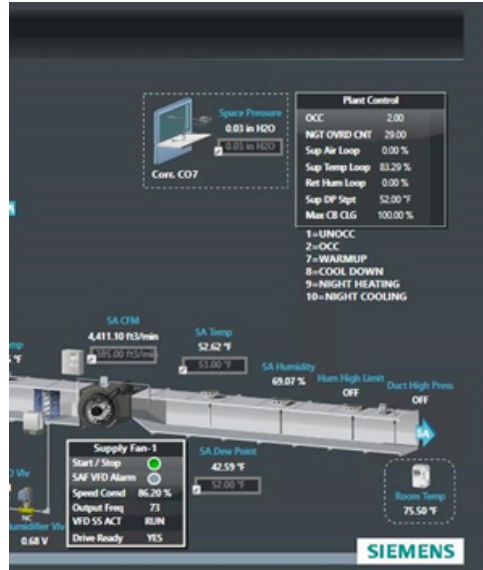 Space Pressure
0.03 in H2O
0.03 in H2O
Corr. CO7
Plant Control
OCC 2.00
NGT OVRD CNT 29.00
Sup Air Loop 0.00 %
Sup Temp Loop 83.29 %
Ret Hum Loop 0.00 %
Sup DP Stpt 52.00 °F
Max CB CLG 100.00 %
1=UNOCC
2=OCC
7=WARMUP
8=COOL DOWN
9=NIGHT HEATING
10=NIGHT COOLING
SA CFM
4,411.10 ft3/min
SA Temp
52.62 °F
53.00 °F
SA Humidity
69.07 %
Hum High Limit
OFF
Duct High Press
OFF
SA
Supply Fan-1
Start / Stop
SAF VFD Alarm
Speed Comd 86.20 %
Output Freq 73
VFD SS ACT RUN
Drive Ready YES
SA Dew Point
42.59 °F
52.00 °F
Room Temp
75.50 °F
Vlv
NC
umidifier Vlv
0.68 V
SIEMENS